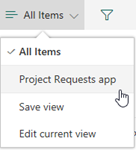 All Items
All Items
Project Requests app
Save view
Edit current view